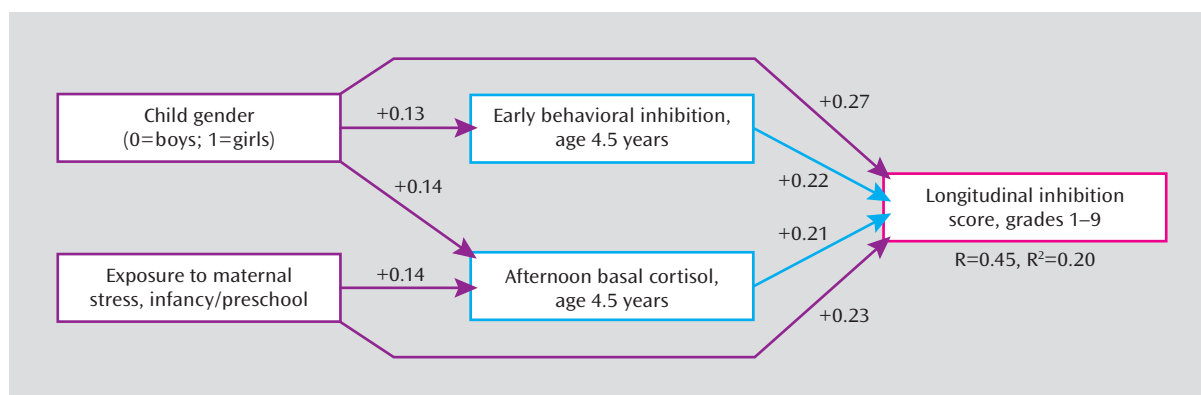 Child gender
(0=boys; 1=girls)
+0.13
Early behavioral inhibition,
age 4.5 years
+0.27
+0.14
+0.22
Longitudinal inhibition
score, grades 1–9
R=0.45, R²=0.20
Exposure to maternal
stress, infancy/preschool
+0.14
Afternoon basal cortisol,
age 4.5 years
+0.21
+0.23